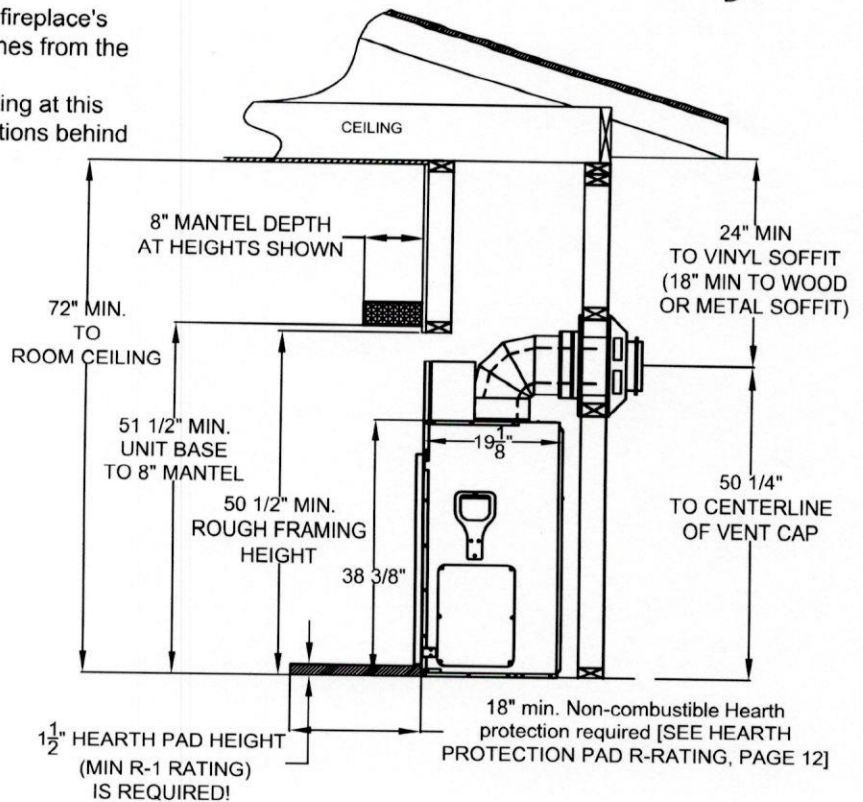 fireplace's
nes from the
ing at this
tions behind
CEILING
8" MANTEL DEPTH
AT HEIGHTS SHOWN
24" MIN
TO VINYL SOFFIT
(18" MIN TO WOOD
OR METAL SOFFIT)
72" MIN.
TO
ROOM CEILING
51 1/2" MIN.
UNIT BASE
TO 8" MANTEL
19 1/8"
50 1/2" MIN.
ROUGH FRAMING
HEIGHT
50 1/4"
TO CENTERLINE
OF VENT CAP
38 3/8"
1 1/2" HEARTH PAD HEIGHT
(MIN R-1 RATING)
IS REQUIRED!
18" min. Non-combustible Hearth
protection required [SEE HEARTH
PROTECTION PAD R-RATING, PAGE 12]